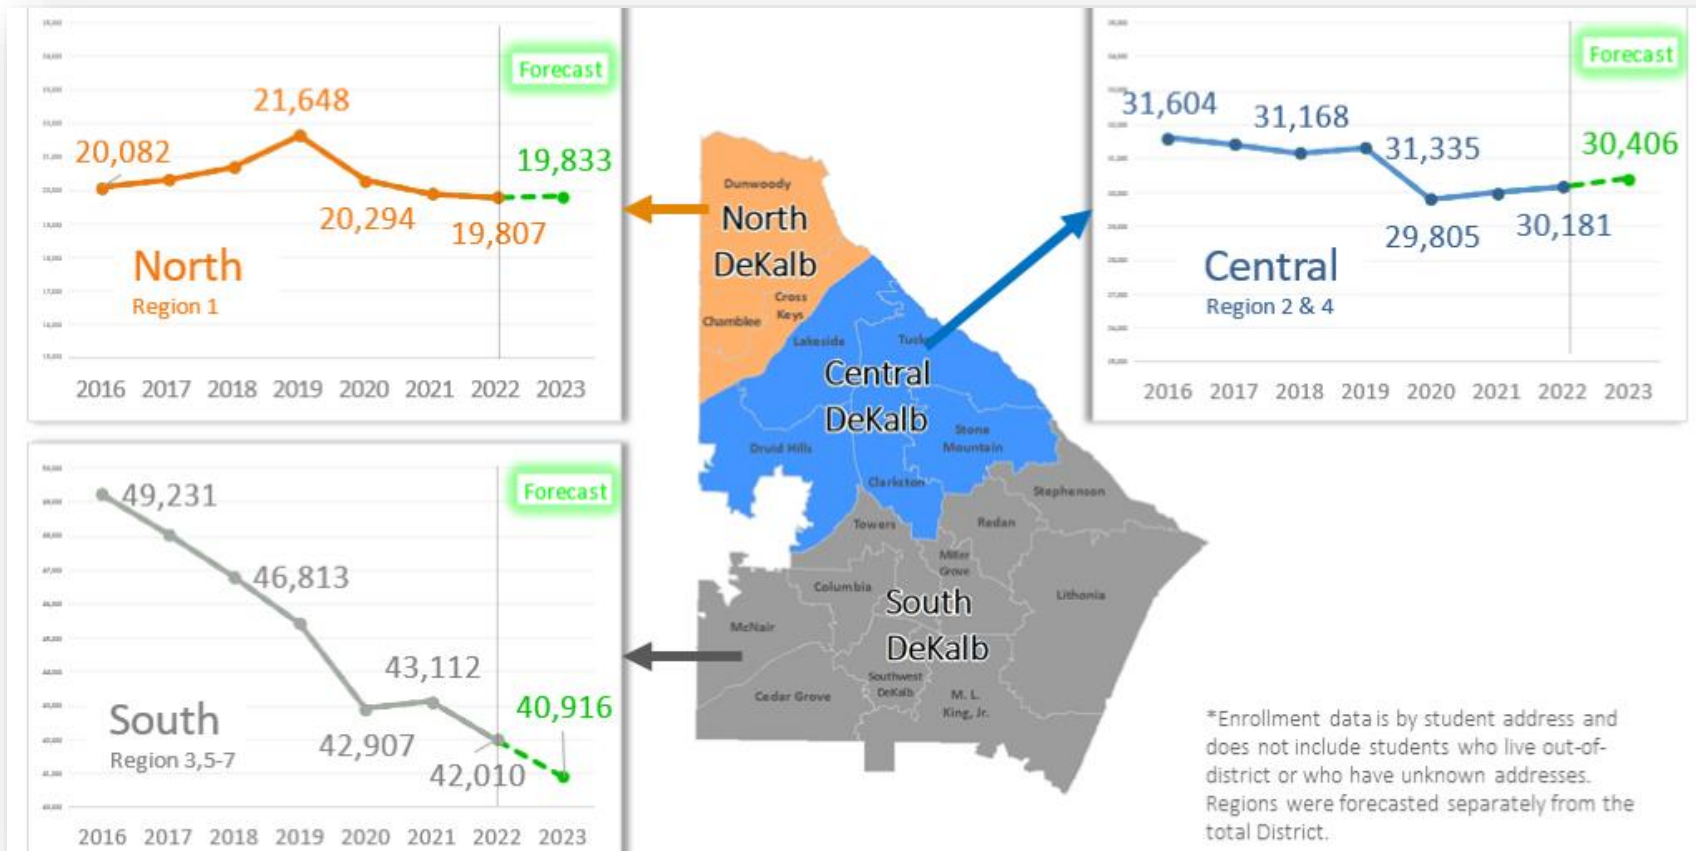 Forecast
21,648
20,082
19,833
20,294
19,807
North
Region 1
2016 2017 2018 2019 2020 2021 2022 2023
Forecast
49,231
46,813
43,112
40,916
42,907
42,010
South
Region 3,5-7
2016 2017 2018 2019 2020 2021 2022 2023
Dunwoody
North
DeKalb
Cross
Keys
Chamblee
Lakeside
Central
DeKalb
Druid Hills
Stone
Mountain
Clarkston
Stephenson
Towers
Redan
Miller
Grove
Columbia
Lithonia
South
DeKalb
McNair
Southwest
DeKalb
Cedar Grove
M. L.
King, Jr.
Forecast
31,604
31,168
31,335
30,406
29,805
30,181
Central
Region 2 & 4
2016 2017 2018 2019 2020 2021 2022 2023
*Enrollment data is by student address and
does not include students who live out-of-
district or who have unknown addresses.
Regions were forecasted separately from the
total District.